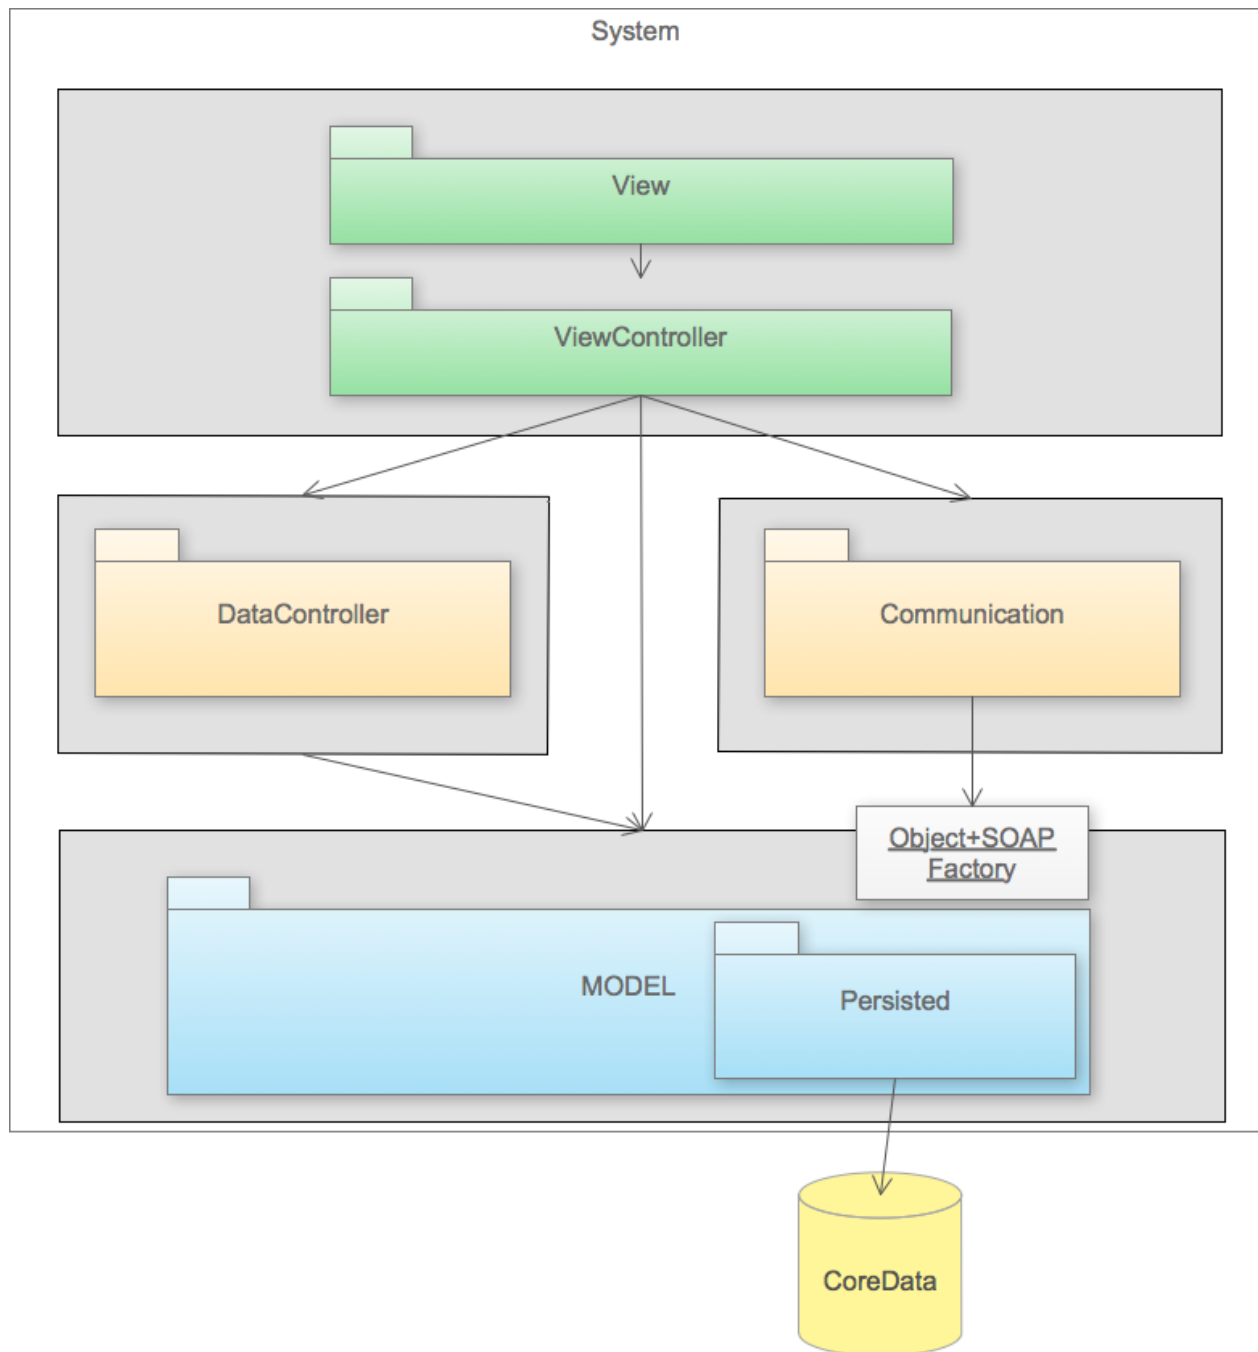 System
View
ViewController
DataController
Communication
Object+SOAP
Factory
MODEL
Persisted
CoreData